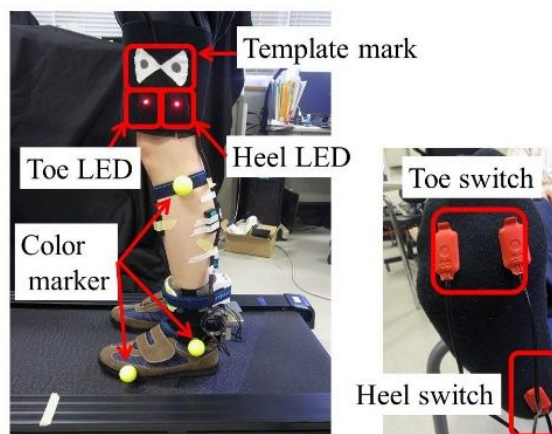 Template mark
Toe LED
Heel LED
Color
marker
Toe switch
Heel switch